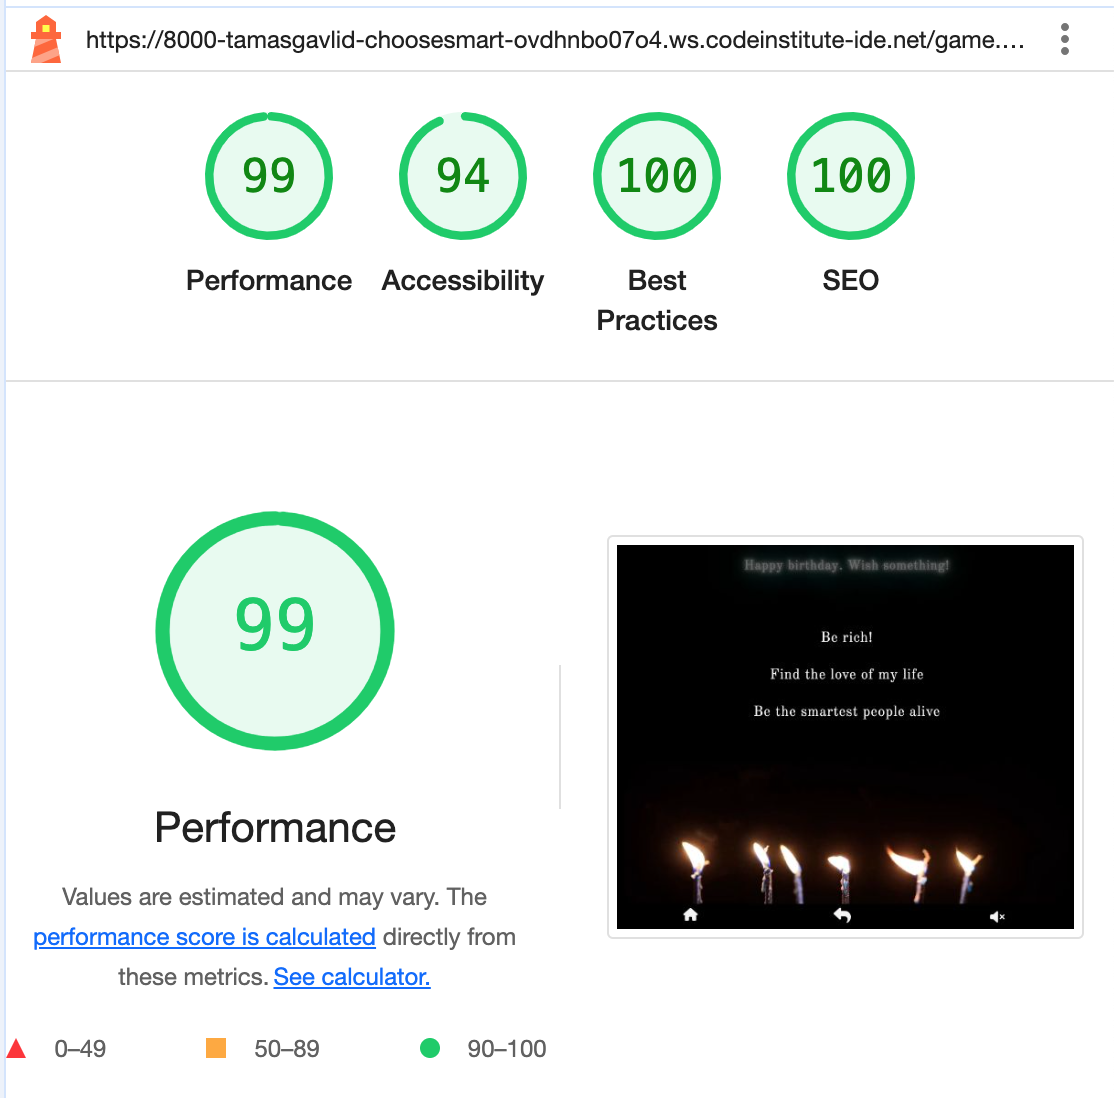 https://8000-tamasgavlid-choosesmart-ovdhnbo07o4.ws.codeinstitute-ide.net/game....
99
94
100
100
Performance
Accessibility
Best
Practices
SEO
99
Performance
Values are estimated and may vary. The
performance score is calculated directly from
these metrics. See calculator.
0–49
50–89
90–100
Happy birthday. Wish something!
Be rich!
Find the love of my life
Be the smartest people alive